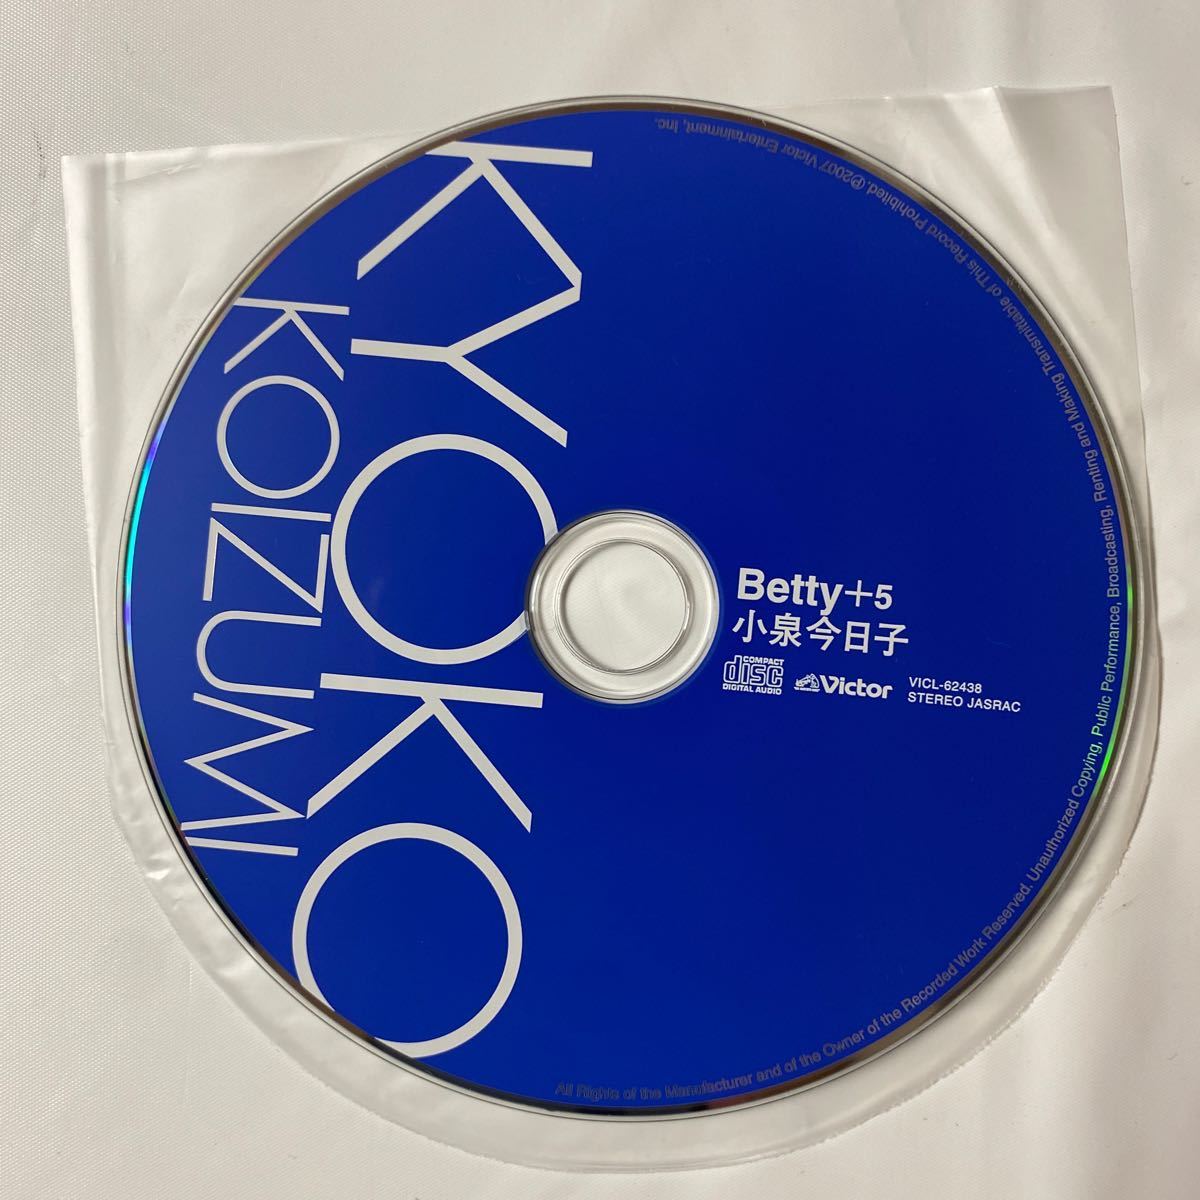 KYOKO
KOIZUMI
Betty+5
小泉今日子
COMPACT
disc
DIGITAL AUDIO
Victor
VICL-62438
STEREO JASRAC
All Rights of the Manufacturer and of the Owner of the Recorded Work Reserved. Unauthorized Copying, Public Performance, Broadcasting, Renting and Making Transmittable of This Record Prohibited. ℗2007 Victor Entertainment, Inc.